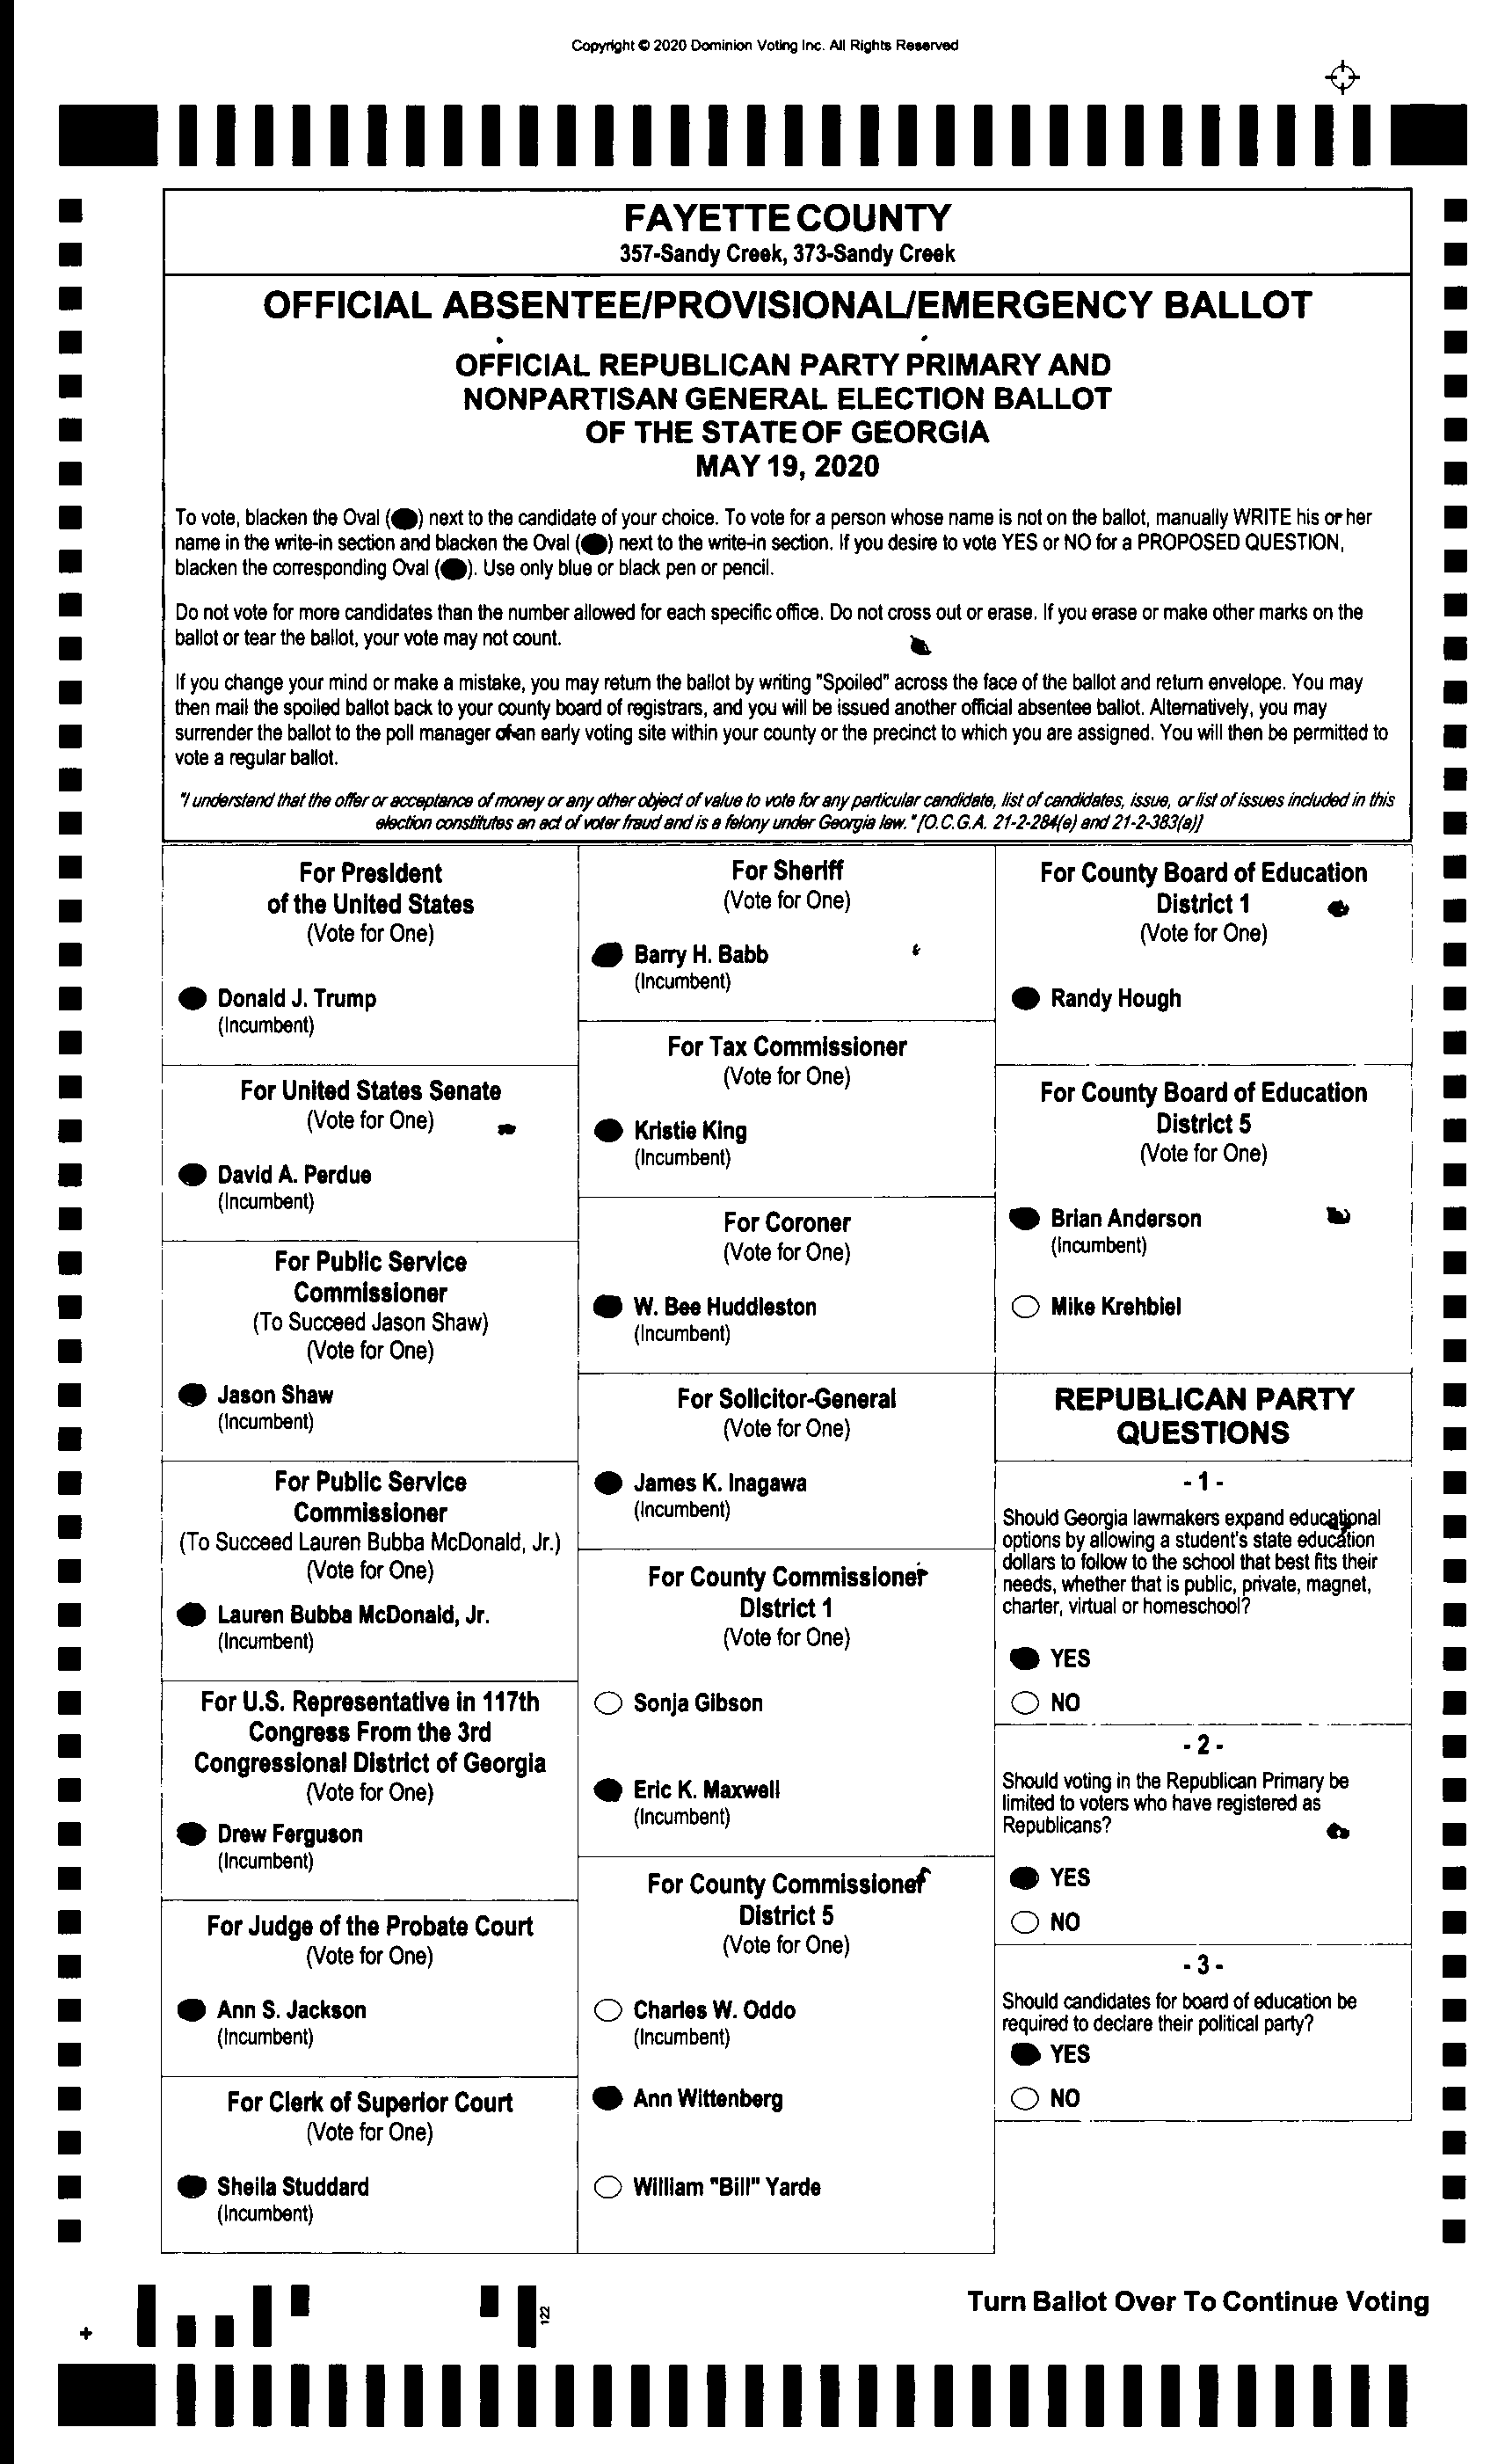 Copyright © 2020 Dominion Voting Inc. All Rights Reserved
FAYETTE COUNTY
357-Sandy Creek, 373-Sandy Creek
OFFICIAL ABSENTEE/PROVISIONAL/EMERGENCY BALLOT
OFFICIAL REPUBLICAN PARTY PRIMARY AND
NONPARTISAN GENERAL ELECTION BALLOT
OF THE STATE OF GEORGIA
MAY 19, 2020
To vote, blacken the Oval (●) next to the candidate of your choice. To vote for a person whose name is not on the ballot, manually WRITE his or her
name in the write-in section and blacken the Oval (●) next to the write-in section. If you desire to vote YES or NO for a PROPOSED QUESTION,
blacken the corresponding Oval (●). Use only blue or black pen or pencil.
Do not vote for more candidates than the number allowed for each specific office. Do not cross out or erase. If you erase or make other marks on the
ballot or tear the ballot, your vote may not count.
If you change your mind or make a mistake, you may return the ballot by writing "Spoiled" across the face of the ballot and return envelope. You may
then mail the spoiled ballot back to your county board of registrars, and you will be issued another official absentee ballot. Alternatively, you may
surrender the ballot to the poll manager of an early voting site within your county or the precinct to which you are assigned. You will then be permitted to
vote a regular ballot.
"I understand that the offer or acceptance of money or any other object of value to vote for any particular candidate, list of candidates, issue, or list of issues included in this
election constitutes an act of voter fraud and is a felony under Georgia law." [O.C.G.A. 21-2-284(e) and 21-2-383(a)]
For President
of the United States
(Vote for One)
Donald J. Trump
(Incumbent)
For United States Senate
(Vote for One)
David A. Perdue
(Incumbent)
For Public Service
Commissioner
(To Succeed Jason Shaw)
(Vote for One)
Jason Shaw
(Incumbent)
For Public Service
Commissioner
(To Succeed Lauren Bubba McDonald, Jr.)
(Vote for One)
Lauren Bubba McDonald, Jr.
(Incumbent)
For U.S. Representative in 117th
Congress From the 3rd
Congressional District of Georgia
(Vote for One)
Drew Ferguson
(Incumbent)
For Judge of the Probate Court
(Vote for One)
Ann S. Jackson
(Incumbent)
For Clerk of Superior Court
(Vote for One)
Sheila Studdard
(Incumbent)
For Sheriff
(Vote for One)
Barry H. Babb
(Incumbent)
For Tax Commissioner
(Vote for One)
Kristie King
(Incumbent)
For Coroner
(Vote for One)
W. Bee Huddleston
(Incumbent)
For Solicitor-General
(Vote for One)
James K. Inagawa
(Incumbent)
For County Commissioner
District 1
(Vote for One)
Sonja Gibson
Eric K. Maxwell
(Incumbent)
For County Commissioner
District 5
(Vote for One)
Charles W. Oddo
(Incumbent)
Ann Wittenberg
William "Bill" Yarde
For County Board of Education
District 1
(Vote for One)
Randy Hough
For County Board of Education
District 5
(Vote for One)
Brian Anderson
(Incumbent)
Mike Krehbiel
REPUBLICAN PARTY
QUESTIONS
- 1 -
Should Georgia lawmakers expand educational
options by allowing a student's state education
dollars to follow to the school that best fits their
needs, whether that is public, private, magnet,
charter, virtual or homeschool?
YES
NO
- 2 -
Should voting in the Republican Primary be
limited to voters who have registered as
Republicans?
YES
NO
- 3 -
Should candidates for board of education be
required to declare their political party?
YES
NO
122
Turn Ballot Over To Continue Voting